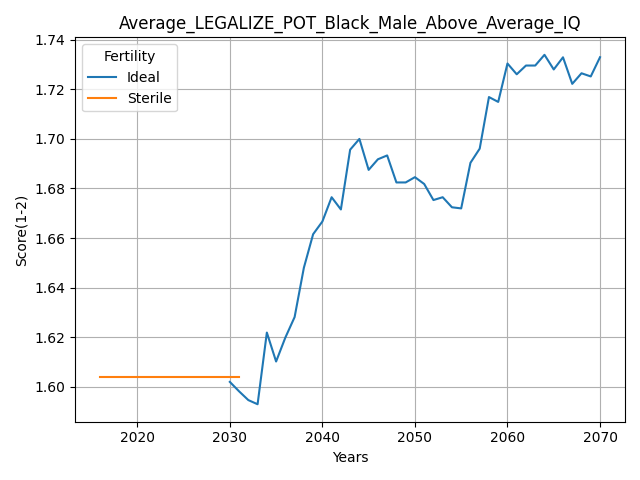 Average_LEGALIZE_POT_Black_Male_Above_Average_IQ
Score(1-2)
1.74
1.72
1.70
1.68
1.66
1.64
1.62
1.60
Fertility
Ideal
Sterile
2020 2030 2040 2050 2060 2070
Years